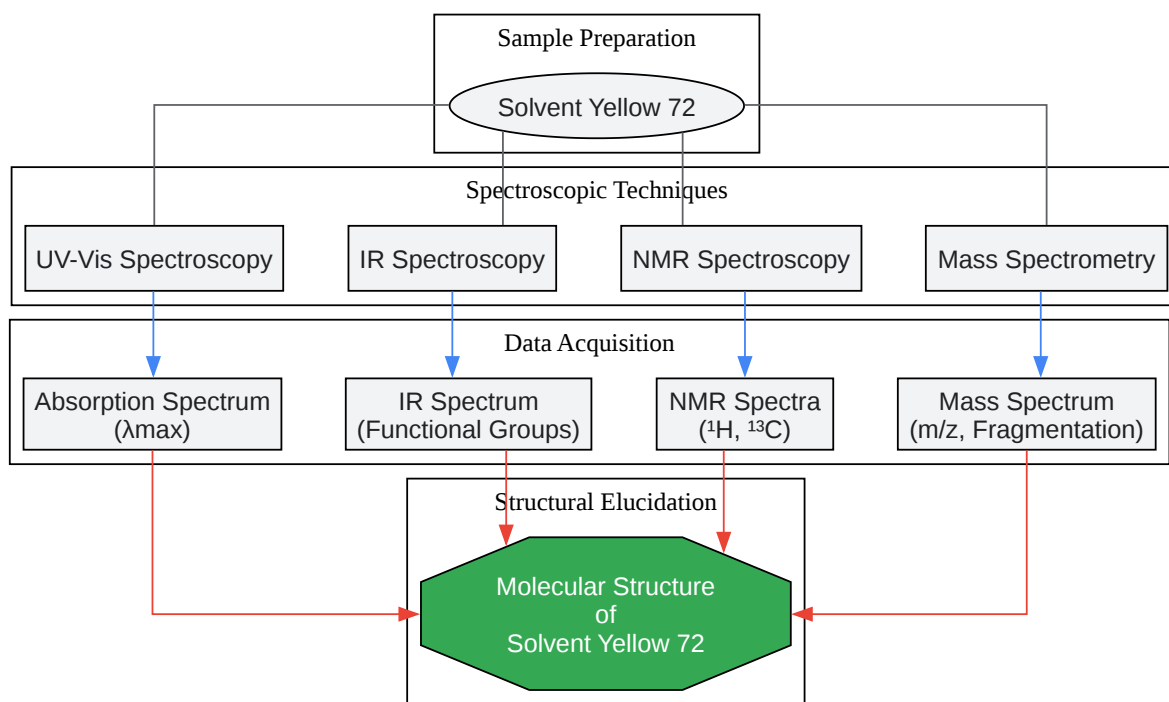 Sample Preparation
Solvent Yellow 72
Spectroscopic Techniques
UV-Vis Spectroscopy
IR Spectroscopy
NMR Spectroscopy
Mass Spectrometry
Data Acquisition
Absorption Spectrum
(λmax)
IR Spectrum
(Functional Groups)
NMR Spectra
(¹H, ¹³C)
Mass Spectrum
(m/z, Fragmentation)
Structural Elucidation
Molecular Structure
of
Solvent Yellow 72